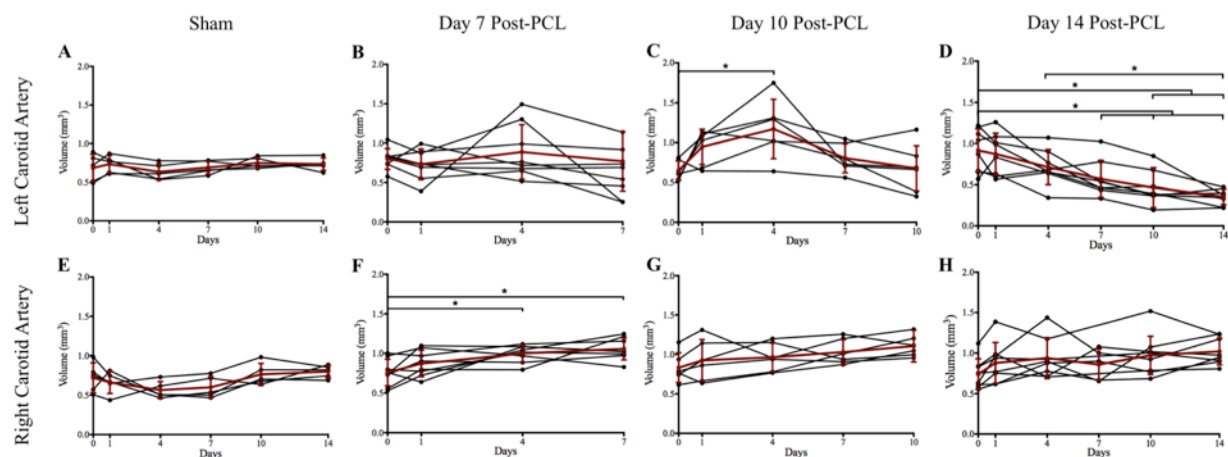 Sham
Day 7 Post-PCL
Day 10 Post-PCL
Day 14 Post-PCL
Left Carotid Artery
A
Volume (mm³)
2.0
1.5
1.0
0.5
0.0
0 1 4 7 10 14
Days
B
Volume (mm³)
2.0
1.5
1.0
0.5
0.0
0 1 4 7
Days
C
Volume (mm³)
2.0
1.5
1.0
0.5
0.0
*
0 1 4 7 10
Days
D
Volume (mm³)
2.0
1.5
1.0
0.5
0.0
*
*
*
0 1 4 7 10 14
Days
Right Carotid Artery
E
Volume (mm³)
2.0
1.5
1.0
0.5
0.0
0 1 4 7 10 14
Days
F
Volume (mm³)
2.0
1.5
1.0
0.5
0.0
*
*
0 1 4 7
Days
G
Volume (mm³)
2.0
1.5
1.0
0.5
0.0
0 1 4 7 10
Days
H
Volume (mm³)
2.0
1.5
1.0
0.5
0.0
0 1 4 7 10 14
Days